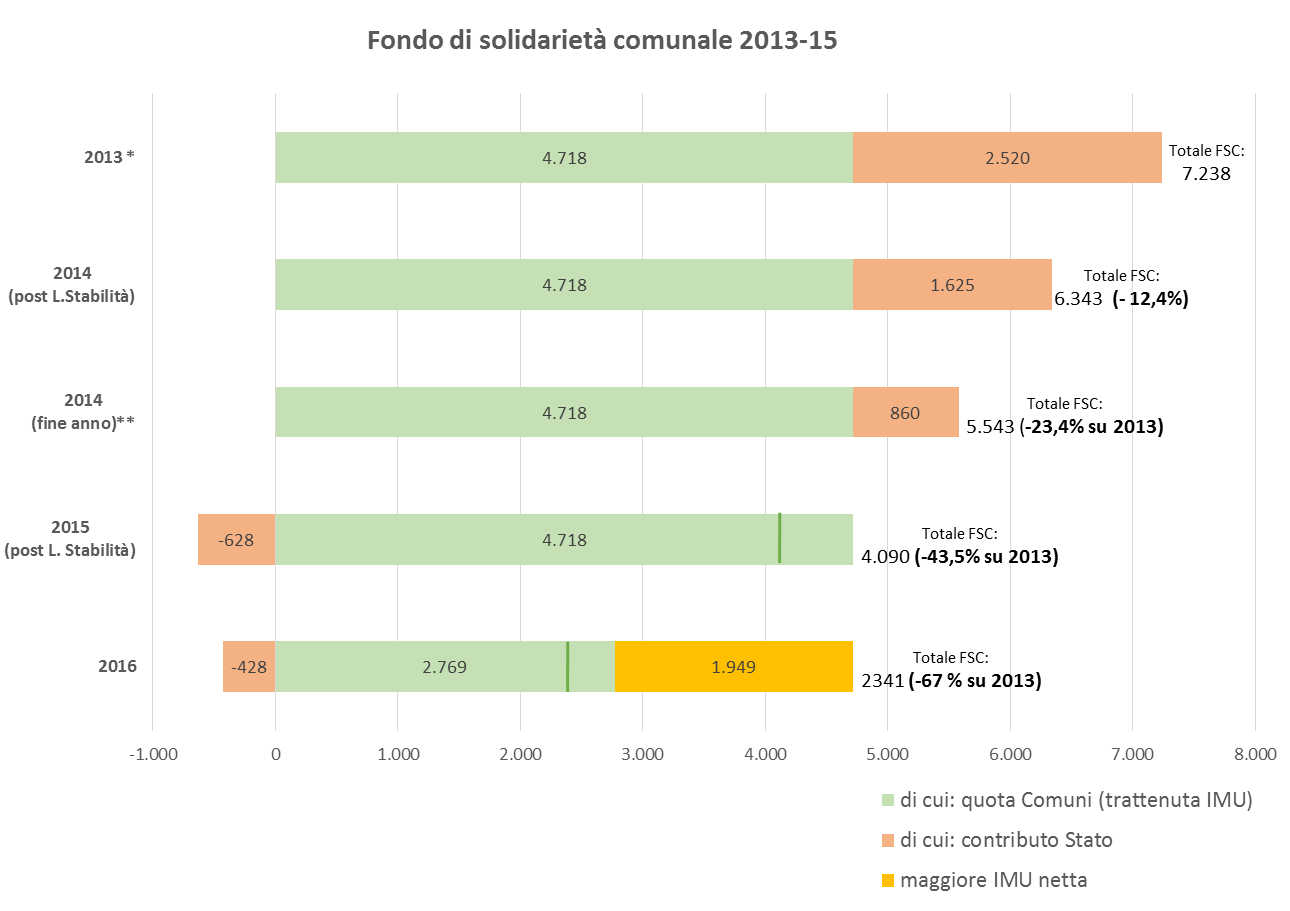 Fondo di solidarietà comunale 2013-15
2013 *
4.718
2.520
Totale FSC:
7.238
2014
(post L.Stabilità)
4.718
1.625
Totale FSC:
6.343 (- 12,4%)
2014
(fine anno)**
4.718
860
Totale FSC:
5.543 (-23,4% su 2013)
2015
(post L. Stabilità)
-628
4.718
Totale FSC:
4.090 (-43,5% su 2013)
2016
-428
2.769
1.949
Totale FSC:
2341 (-67 % su 2013)
-1.000 0 1.000 2.000 3.000 4.000 5.000 6.000 7.000 8.000
di cui: quota Comuni (trattenuta IMU)
di cui: contributo Stato
maggiore IMU netta